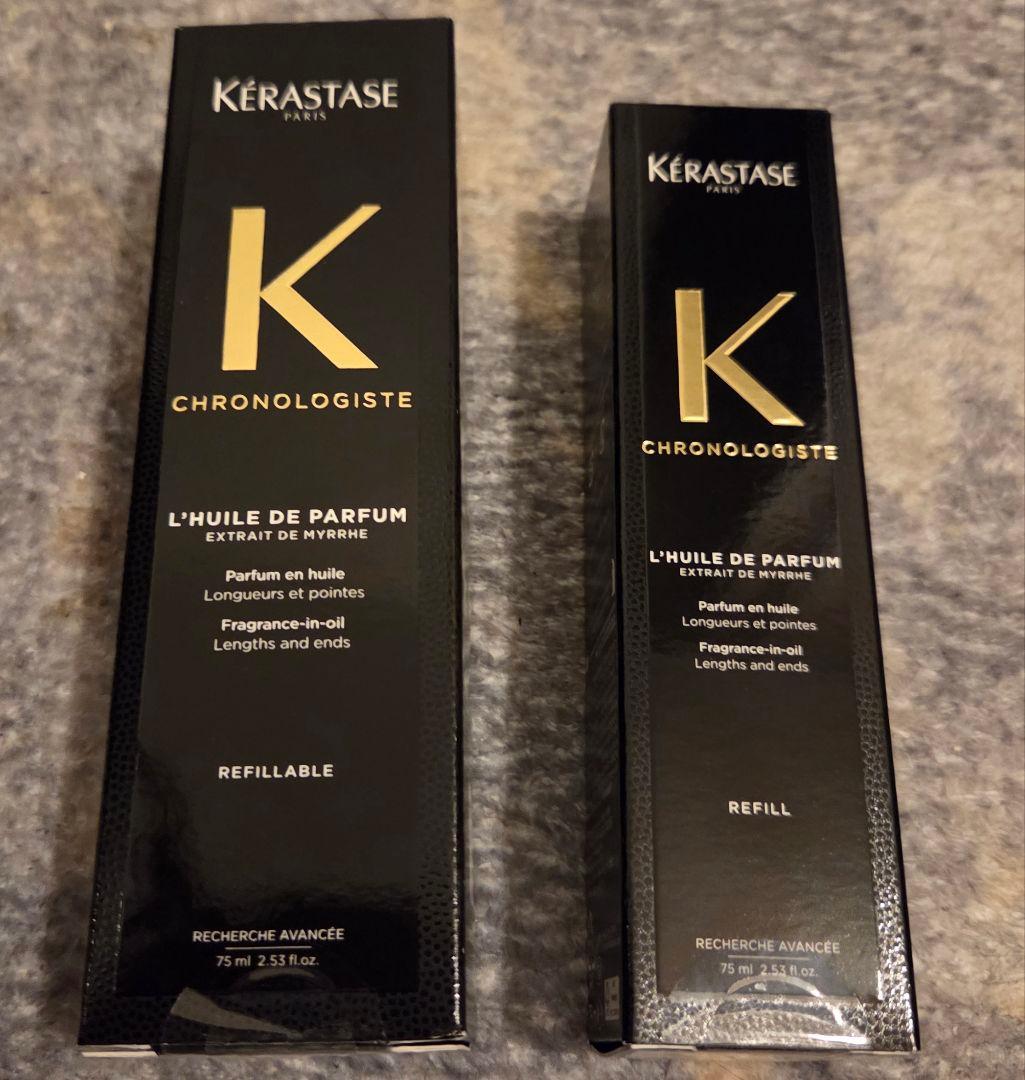 KÉRASTASE
PARIS
K
CHRONOLOGISTE
L'HUILE DE PARFUM
EXTRAIT DE MYRRHE
Parfum en huile
Longueurs et pointes
Fragrance-in-oil
Lengths and ends
REFILLABLE
RECHERCHE AVANCÉE
75 ml 2.53 fl.oz.
KÉRASTASE
PARIS
K
CHRONOLOGISTE
L'HUILE DE PARFUM
EXTRAIT DE MYRRHE
Parfum en huile
Longueurs et pointes
Fragrance-in-oil
Lengths and ends
REFILL
RECHERCHE AVANCÉE
75 ml 2.53 fl.oz.